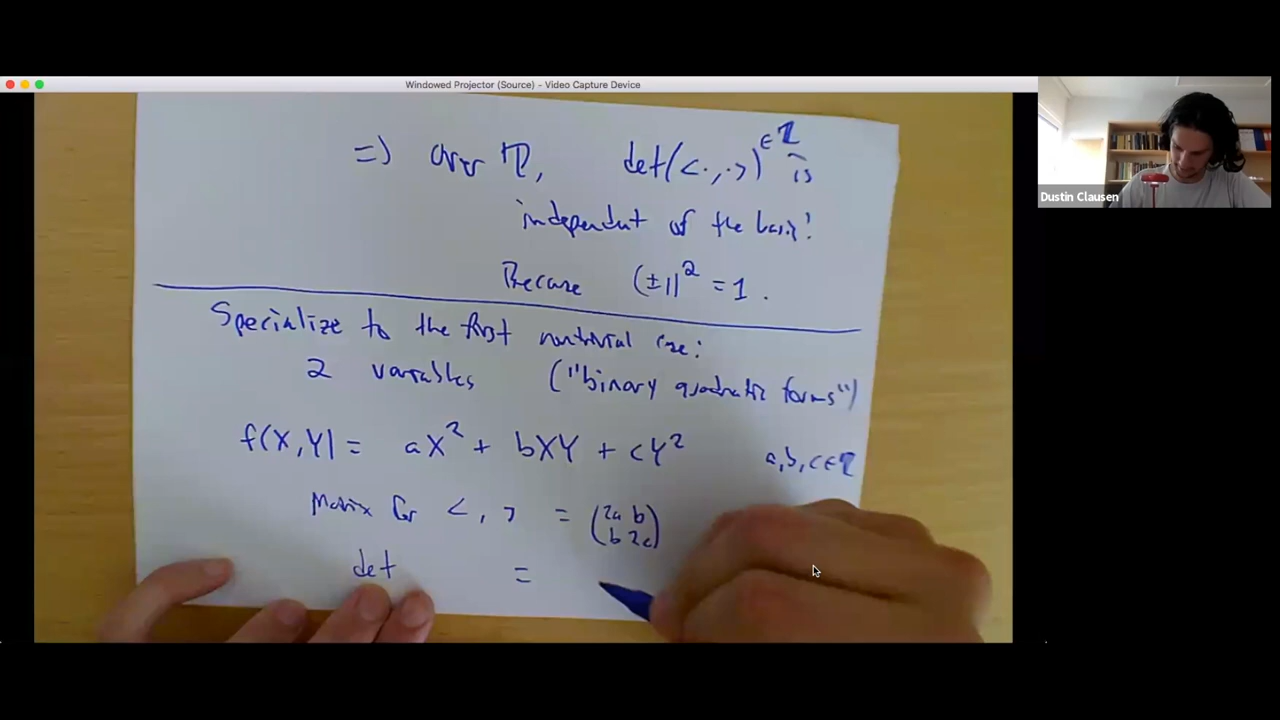 Windowed Projector (Source) - Video Capture Device
=) over ℤ, det(<·,·>) ∈ ℤ is
independent of the basis!
Because (±1)² = 1.
Specialize to the first nontrivial case:
2 variables ("binary quadratic forms")
f(X,Y) = aX² + bXY + cY² a,b,c ∈ ℤ
Matrix for < , > = (2a b
b 2c)
det =
Dustin Clausen